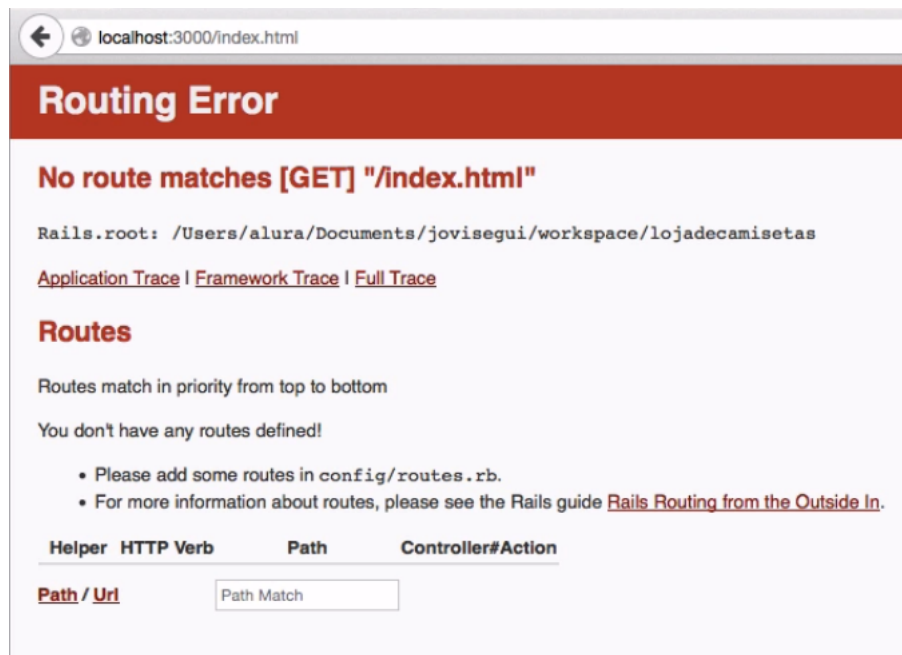 localhost:3000/index.html
Routing Error
No route matches [GET] "/index.html"
Rails.root: /Users/alura/Documents/jovisegui/workspace/lojadecamisetas
Application Trace | Framework Trace | Full Trace
Routes
Routes match in priority from top to bottom
You don't have any routes defined!
• Please add some routes in config/routes.rb.
• For more information about routes, please see the Rails guide Rails Routing from the Outside In.
Helper HTTP Verb Path Controller#Action
Path / Url Path Match